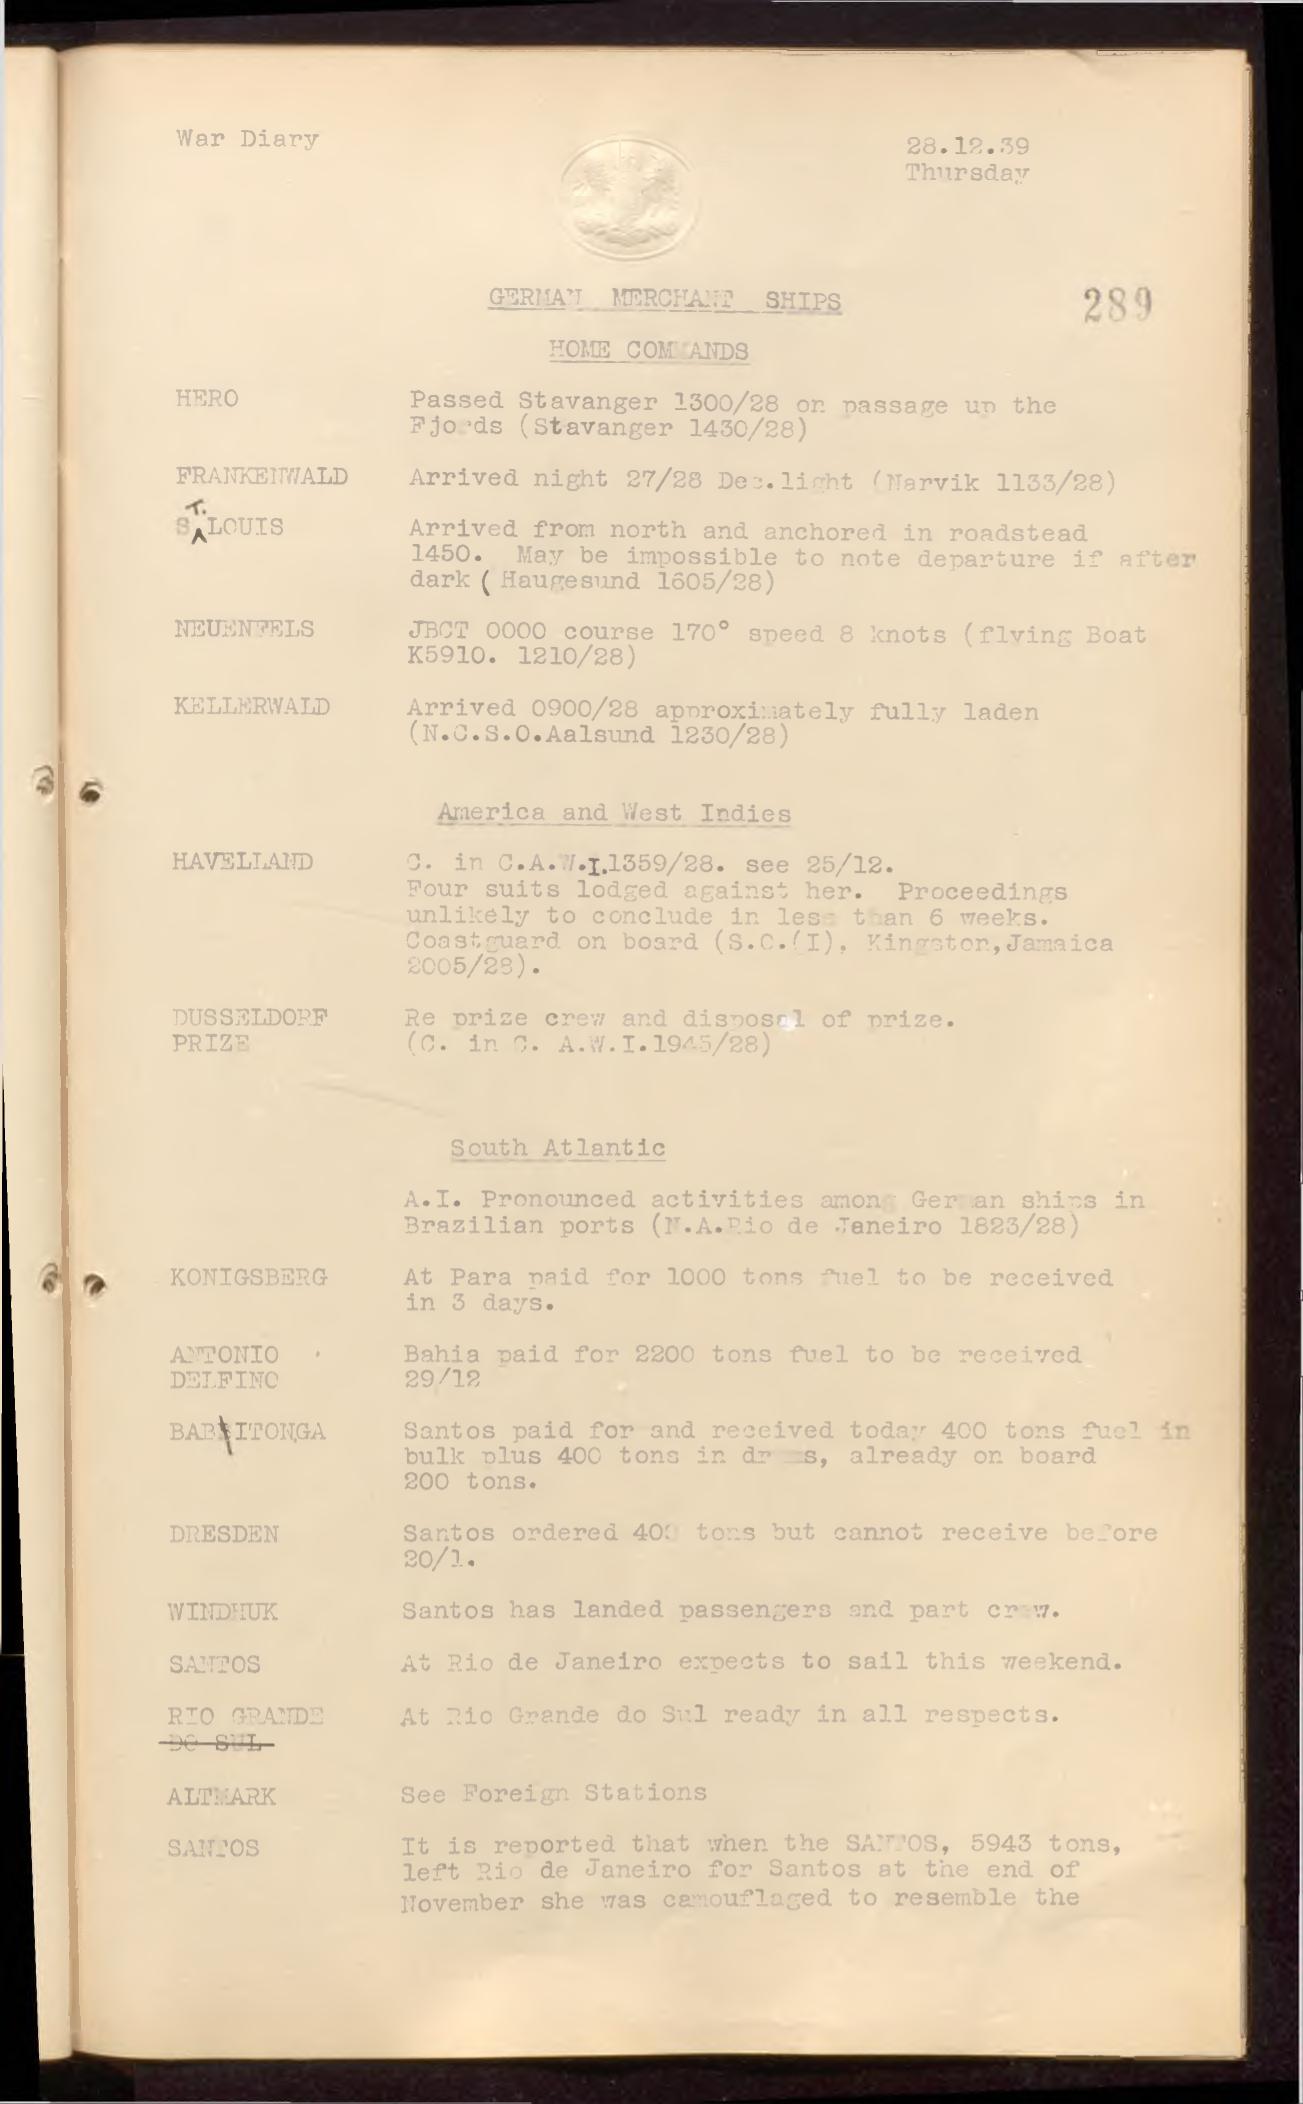 War Diary
28.12.39
Thursday
GERMAN MERCHANT SHIPS
289
HOME COMMANDS
HERO Passed Stavanger 1300/28 on passage up the
Fjords (Stavanger 1430/28)
FRANKENWALD Arrived night 27/28 Dec.light (Narvik 1133/28)
ST. LOUIS Arrived from north and anchored in roadstead
1450. May be impossible to note departure if after
dark (Haugesund 1605/28)
NEUENFELS JBCT 0000 course 170° speed 8 knots (flying Boat
K5910. 1210/28)
KELLERWALD Arrived 0900/28 approximately fully laden
(N.C.S.O.Aalsund 1230/28)
America and West Indies
HAVELLAND C. in C.A.W.I.1359/28. see 25/12.
Four suits lodged against her. Proceedings
unlikely to conclude in less than 6 weeks.
Coastguard on board (S.C.(I), Kingston,Jamaica
2005/28).
DUSSELDORF Re prize crew and disposal of prize.
PRIZE (C. in C. A.W.I.1945/28)
South Atlantic
A.I. Pronounced activities among German ships in
Brazilian ports (N.A.Rio de Janeiro 1823/28)
KONIGSBERG At Para paid for 1000 tons fuel to be received
in 3 days.
ANTONIO Bahia paid for 2200 tons fuel to be received
DELFINO 29/12
BABITONGA Santos paid for and received today 400 tons fuel in
bulk plus 400 tons in drums, already on board
200 tons.
DRESDEN Santos ordered 400 tons but cannot receive before
20/1.
WINDHUK Santos has landed passengers and part crew.
SANTOS At Rio de Janeiro expects to sail this weekend.
RIO GRANDE At Rio Grande do Sul ready in all respects.
DO SUL
ALTMARK See Foreign Stations
SANTOS It is reported that when the SANTOS, 5943 tons,
left Rio de Janeiro for Santos at the end of
November she was camouflaged to resemble the